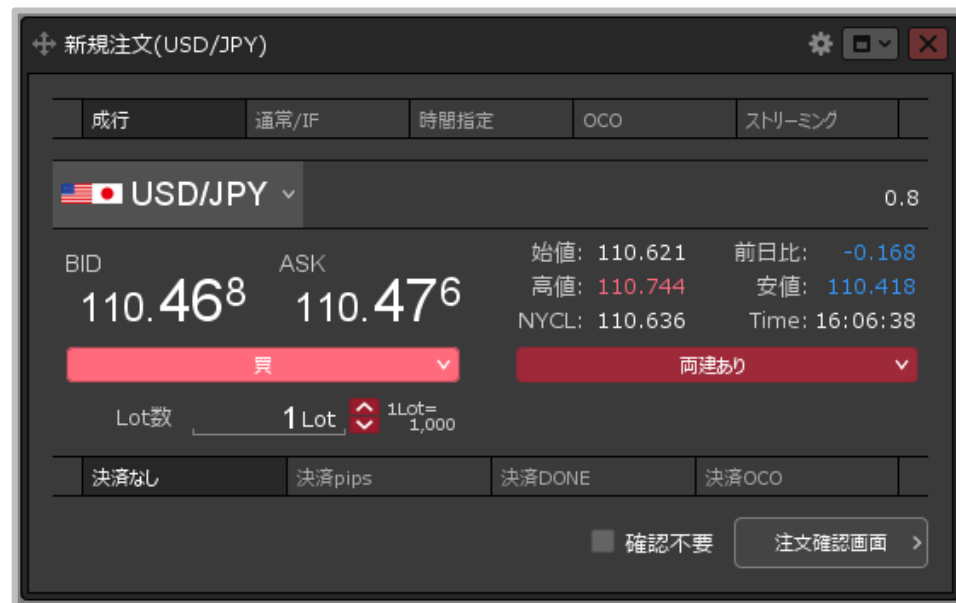 新規注文(USD/JPY)
成行 通常/IF 時間指定 OCO ストリーミング
USD/JPY 0.8
BID ASK 始値: 110.621 前日比: -0.168
110.468 110.476 高値: 110.744 安値: 110.418
NYCL: 110.636 Time: 16:06:38
買 両建あり
Lot数 1 Lot 1Lot=
1,000
決済なし 決済pips 決済DONE 決済OCO
確認不要 注文確認画面